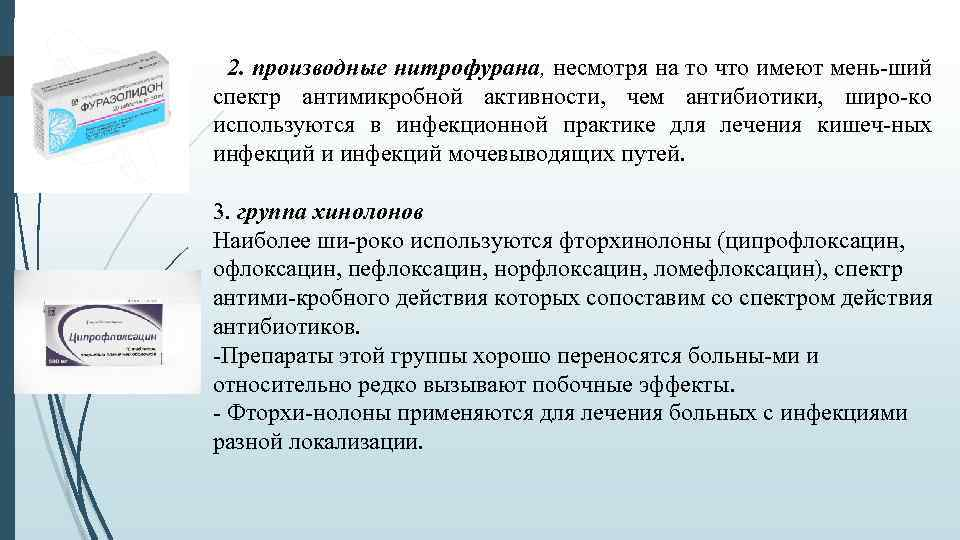 ФУРАЗОЛИДОН
2. производные нитрофурана, несмотря на то что имеют мень-ший
спектр антимикробной активности, чем антибиотики, широ-ко
используются в инфекционной практике для лечения кишеч-ных
инфекций и инфекций мочевыводящих путей.
3. группа хинолонов
Наиболее ши-роко используются фторхинолоны (ципрофлоксацин,
офлоксацин, пефлоксацин, норфлоксацин, ломефлоксацин), спектр
антими-кробного действия которых сопоставим со спектром действия
антибиотиков.
-Препараты этой группы хорошо переносятся больны-ми и
относительно редко вызывают побочные эффекты.
- Фторхи-нолоны применяются для лечения больных с инфекциями
разной локализации.
Ципрофлоксацин
500 мг